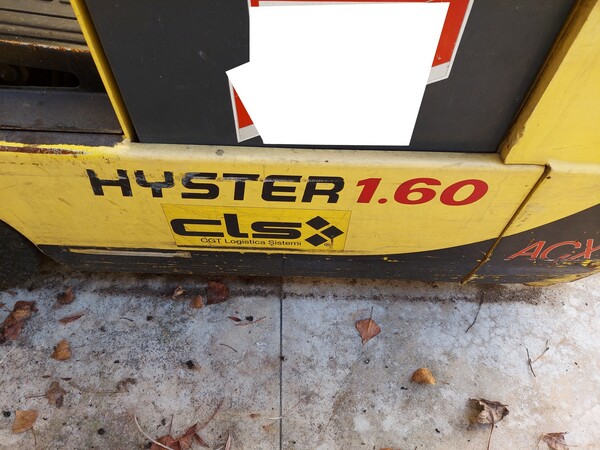 HYSTER 1.60
cls
CGT Logistica Sistemi
ACX